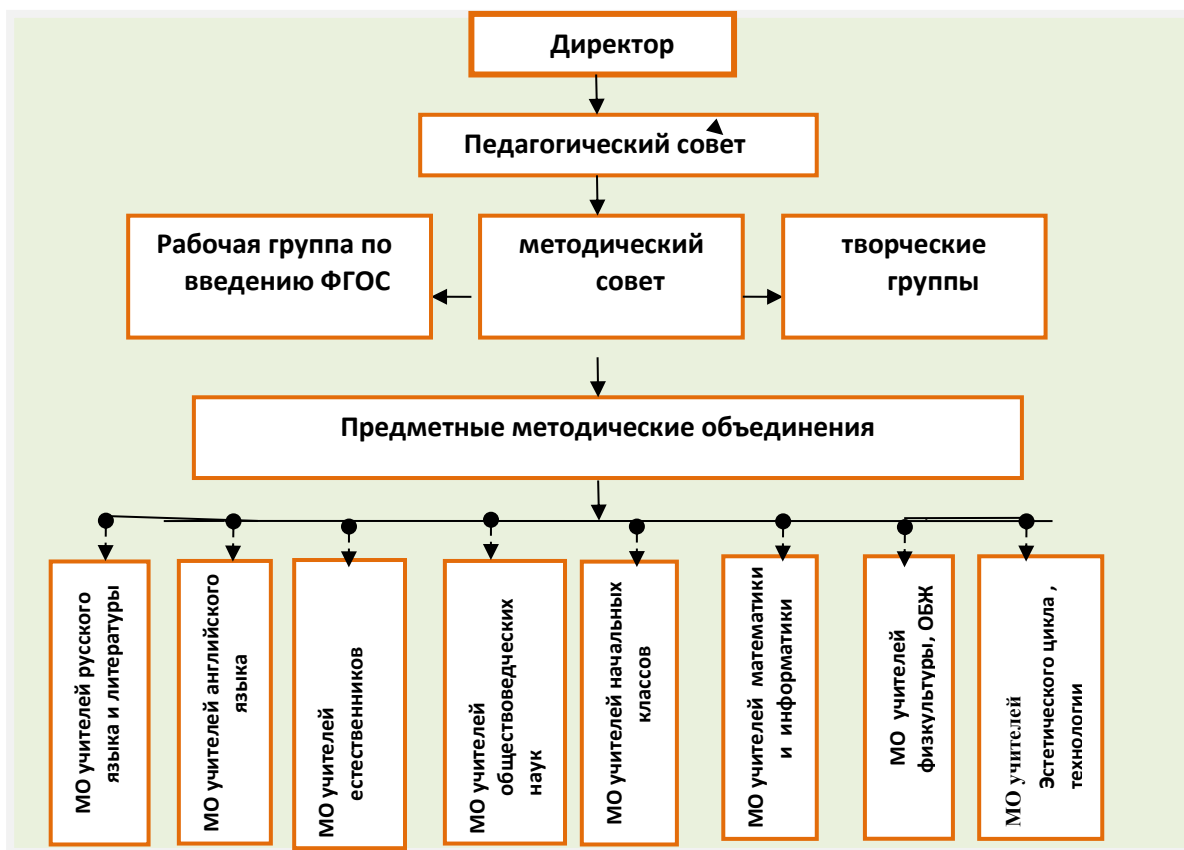 Директор
Педагогический совет
Рабочая группа по
введению ФГОС
методический
совет
творческие
группы
Предметные методические объединения
МО учителей русского
языка и литературы
МО учителей английского
языка
МО учителей
естественников
МО учителей
обществоведческих
наук
МО учителей начальных
классов
МО учителей математики
и информатики
МО учителей
физкультуры, ОБЖ
МО учителей
Эстетического цикла ,
технологии